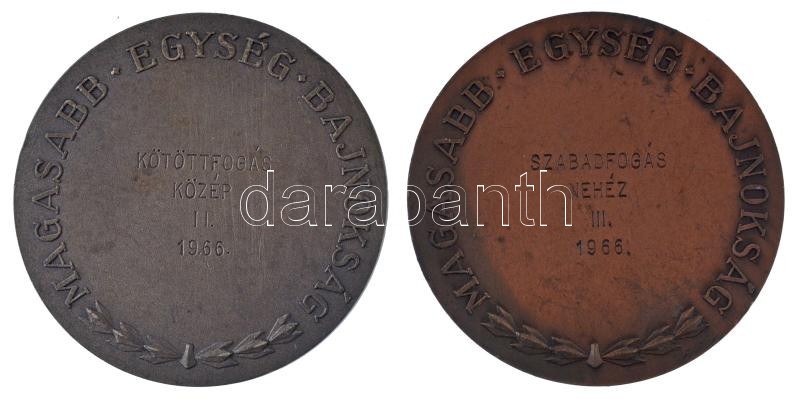 MAGASABB · EGYSÉG · BAJNOKSÁG
KÖTÖTTFOGÁS
KÖZÉP
II.
1966.
MAGASABB · EGYSÉG · BAJNOKSÁG
SZABADFOGÁS
NEHÉZ
III.
1966.
darabanth